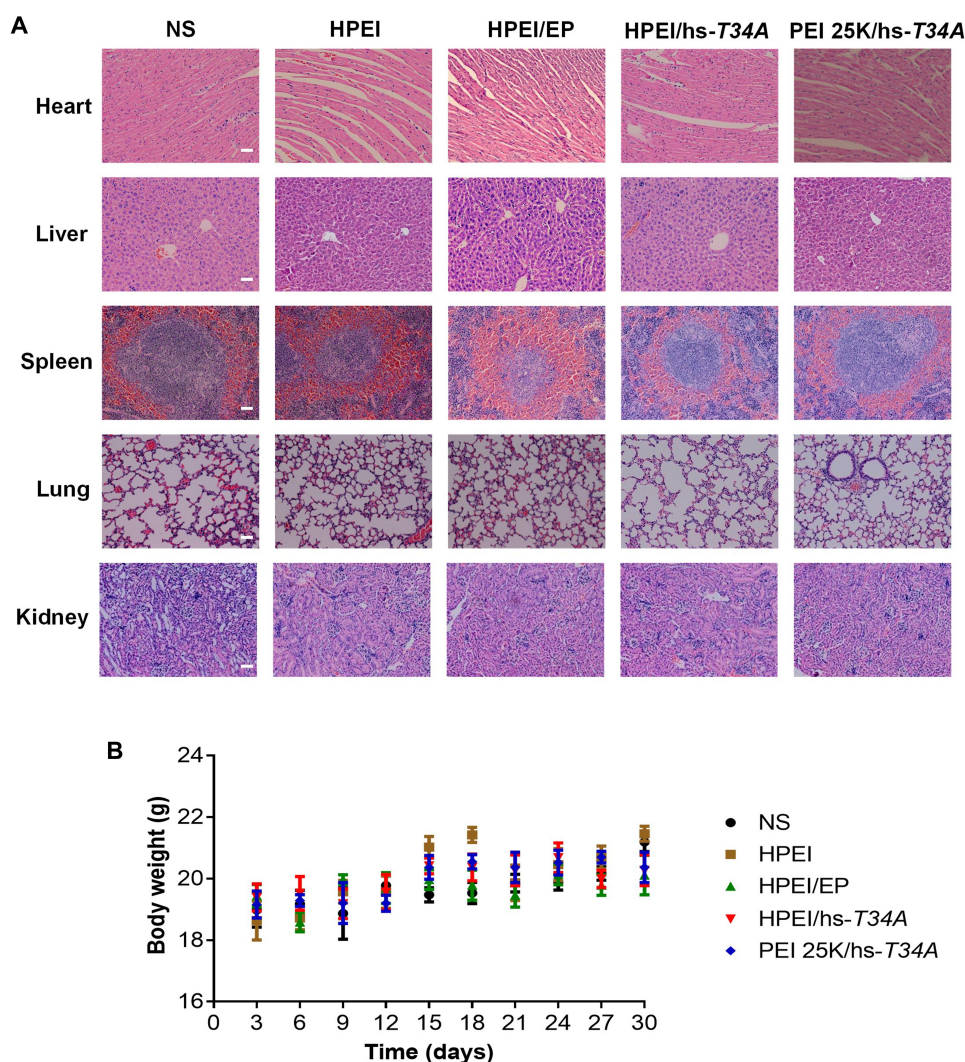 A
NS HPEI HPEI/EP HPEI/hs-T34A PEI 25K/hs-T34A
Heart
Liver
Spleen
Lung
Kidney
B
Body weight (g)
24
22
20
18
16
0 3 6 9 12 15 18 21 24 27 30
Time (days)
NS
HPEI
HPEI/EP
HPEI/hs-T34A
PEI 25K/hs-T34A